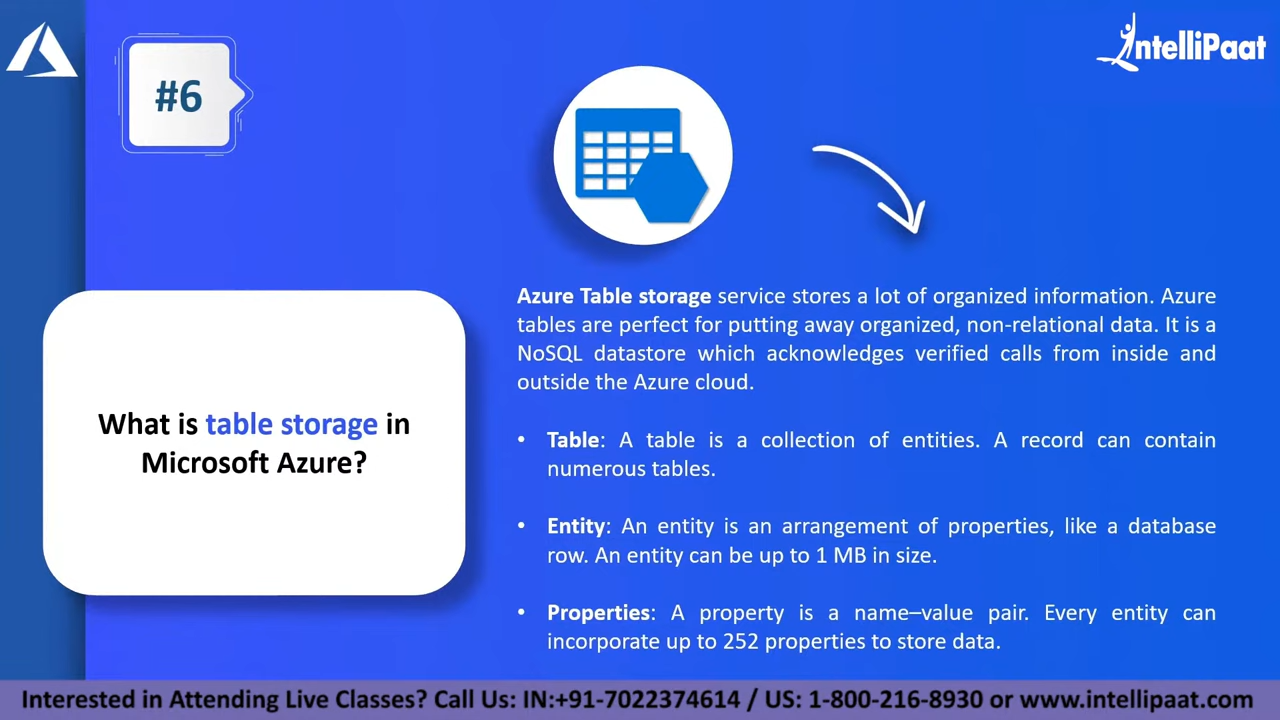 #6
IntelliPaat
What is table storage in
Microsoft Azure?
Azure Table storage service stores a lot of organized information. Azure
tables are perfect for putting away organized, non-relational data. It is a
NoSQL datastore which acknowledges verified calls from inside and
outside the Azure cloud.
• Table: A table is a collection of entities. A record can contain
numerous tables.
• Entity: An entity is an arrangement of properties, like a database
row. An entity can be up to 1 MB in size.
• Properties: A property is a name–value pair. Every entity can
incorporate up to 252 properties to store data.
Interested in Attending Live Classes? Call Us: IN:+91-7022374614 / US: 1-800-216-8930 or www.intellipaat.com